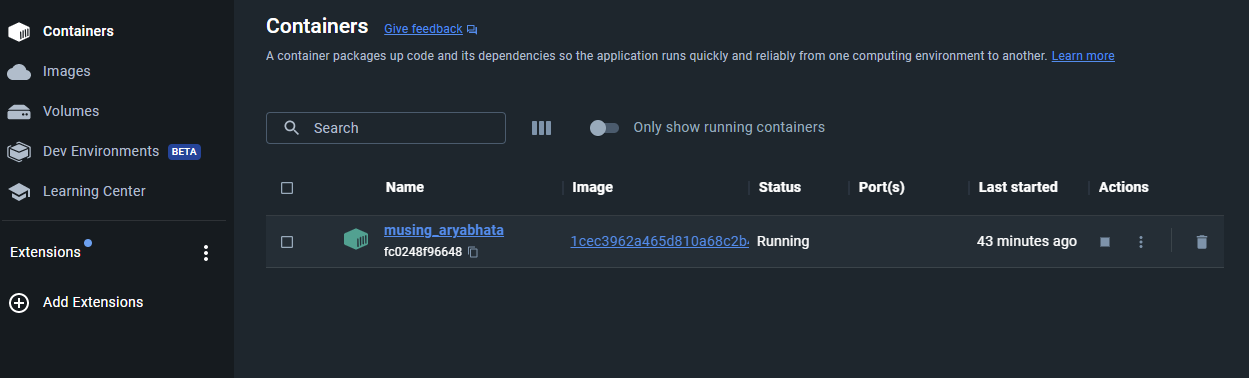 Containers
Images
Volumes
Dev Environments BETA
Learning Center
Extensions
Add Extensions
Containers Give feedback
A container packages up code and its dependencies so the application runs quickly and reliably from one computing environment to another. Learn more
Search
Only show running containers
Name Image Status Port(s) Last started Actions
musing_aryabhata
fc0248f96648
1cec3962a465d810a68c2b Running 43 minutes ago